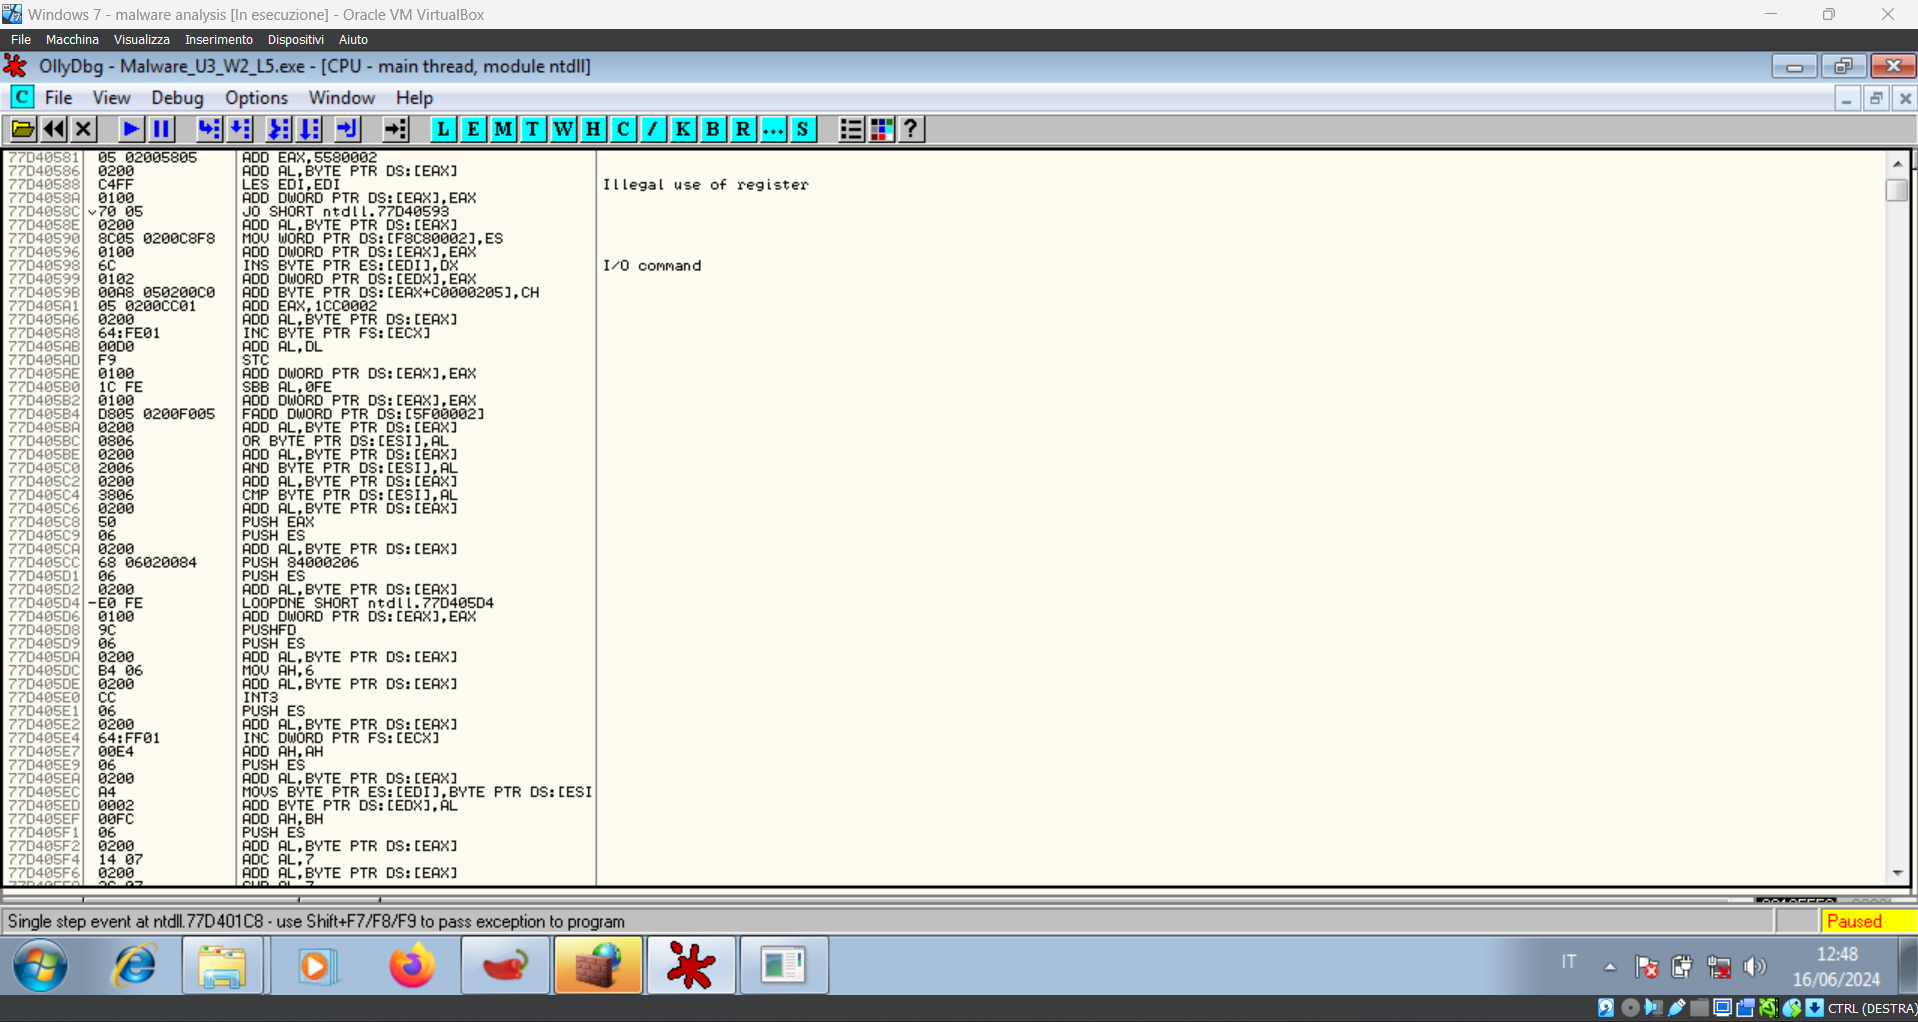 Windows 7 - malware analysis [In esecuzione] - Oracle VM VirtualBox
File Macchina Visualizza Inserimento Dispositivi Aiuto
OllyDbg - Malware_U3_W2_L5.exe - [CPU - main thread, module ntdll]
C File View Debug Options Window Help
L E M T W H C / K B R ... S ?
77D40581 05 02005805 ADD EAX,5580002
77D40586 0200 ADD AL,BYTE PTR DS:[EAX]
77D40588 C4FF LES EDI,EDI Illegal use of register
77D4058A 0100 ADD DWORD PTR DS:[EAX],EAX
77D4058C 70 05 JO SHORT ntdll.77D40593
77D4058E 0200 ADD AL,BYTE PTR DS:[EAX]
77D40590 8C05 0200C8F8 MOV WORD PTR DS:[F8C80002],ES
77D40596 0100 ADD DWORD PTR DS:[EAX],EAX
77D40598 6C INS BYTE PTR ES:[EDI],DX I/O command
77D40599 0102 ADD DWORD PTR DS:[EDX],EAX
77D4059B 00A8 050200C0 ADD BYTE PTR DS:[EAX+C0000205],CH
77D405A1 05 0200CC01 ADD EAX,1CC0002
77D405A6 0200 ADD AL,BYTE PTR DS:[EAX]
77D405A8 64:FE01 INC BYTE PTR FS:[ECX]
77D405AB 00D0 ADD AL,DL
77D405AD F9 STC
77D405AE 0100 ADD DWORD PTR DS:[EAX],EAX
77D405B0 1C FE SBB AL,0FE
77D405B2 0100 ADD DWORD PTR DS:[EAX],EAX
77D405B4 D805 0200F005 FADD DWORD PTR DS:[5F00002]
77D405BA 0200 ADD AL,BYTE PTR DS:[EAX]
77D405BC 0806 OR BYTE PTR DS:[ESI],AL
77D405BE 0200 ADD AL,BYTE PTR DS:[EAX]
77D405C0 2006 AND BYTE PTR DS:[ESI],AL
77D405C2 0200 ADD AL,BYTE PTR DS:[EAX]
77D405C4 3806 CMP BYTE PTR DS:[ESI],AL
77D405C6 0200 ADD AL,BYTE PTR DS:[EAX]
77D405C8 50 PUSH EAX
77D405C9 06 PUSH ES
77D405CA 0200 ADD AL,BYTE PTR DS:[EAX]
77D405CC 68 06020084 PUSH 84000206
77D405D1 06 PUSH ES
77D405D2 0200 ADD AL,BYTE PTR DS:[EAX]
77D405D4 -E0 FE LOOPDNE SHORT ntdll.77D405D4
77D405D6 0100 ADD DWORD PTR DS:[EAX],EAX
77D405D8 9C PUSHFD
77D405D9 06 PUSH ES
77D405DA 0200 ADD AL,BYTE PTR DS:[EAX]
77D405DC B4 06 MOV AH,6
77D405DE 0200 ADD AL,BYTE PTR DS:[EAX]
77D405E0 CC INT3
77D405E1 06 PUSH ES
77D405E2 0200 ADD AL,BYTE PTR DS:[EAX]
77D405E4 64:FF01 INC DWORD PTR FS:[ECX]
77D405E7 00E4 ADD AH,AH
77D405E9 06 PUSH ES
77D405EA 0200 ADD AL,BYTE PTR DS:[EAX]
77D405EC A4 MOVS BYTE PTR ES:[EDI],BYTE PTR DS:[ESI
77D405ED 0002 ADD BYTE PTR DS:[EDX],AL
77D405EF 00FC ADD AH,BH
77D405F1 06 PUSH ES
77D405F2 0200 ADD AL,BYTE PTR DS:[EAX]
77D405F4 14 07 ADC AL,7
77D405F6 0200 ADD AL,BYTE PTR DS:[EAX]
Single step event at ntdll.77D401C8 - use Shift+F7/F8/F9 to pass exception to program Paused
IT 12:48
16/06/2024
CTRL (DESTRA)